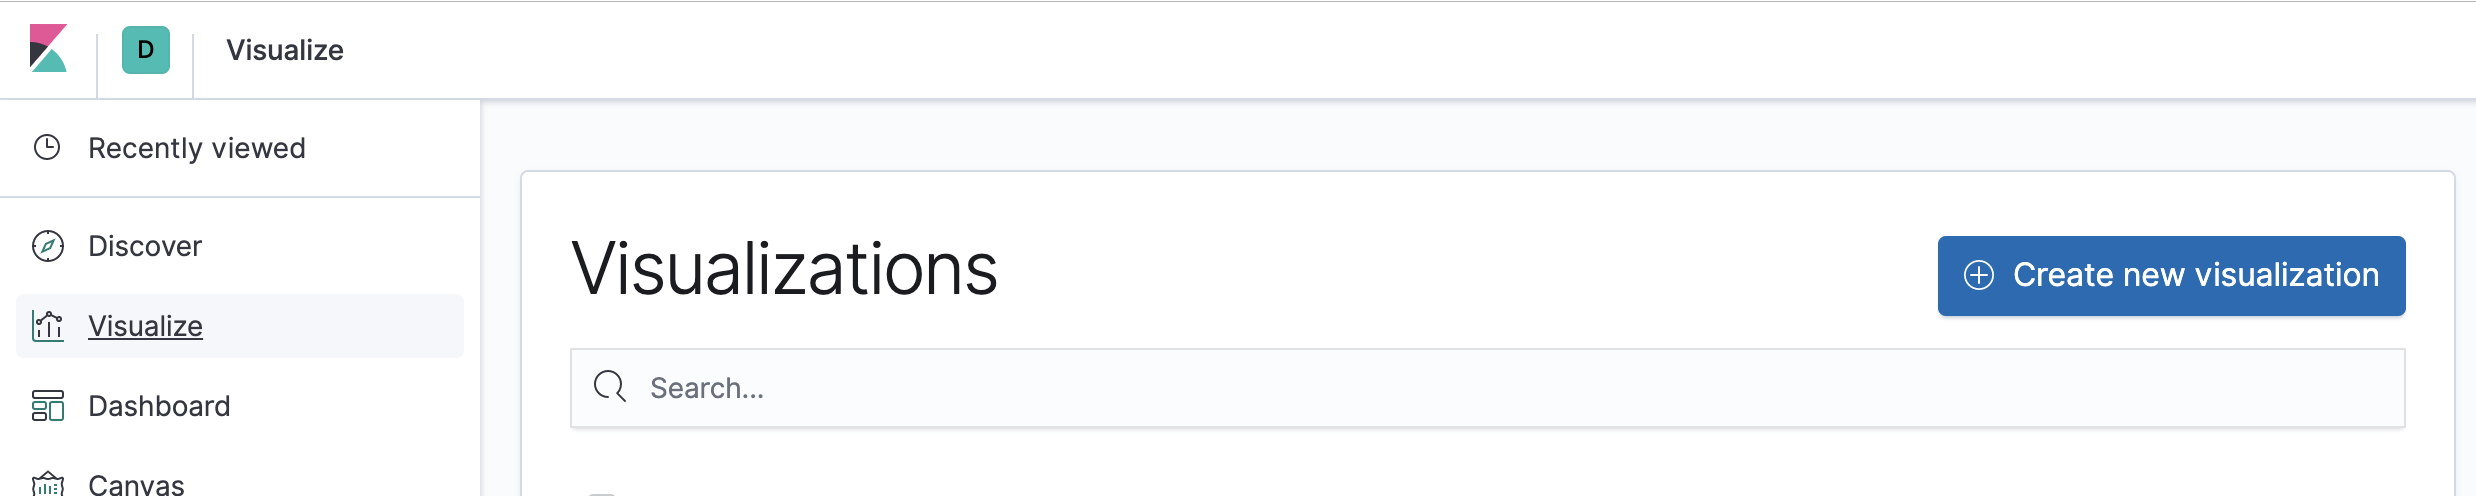 D
Visualize
Recently viewed
Discover
Visualize
Dashboard
Canvas
Visualizations
Create new visualization
Search...